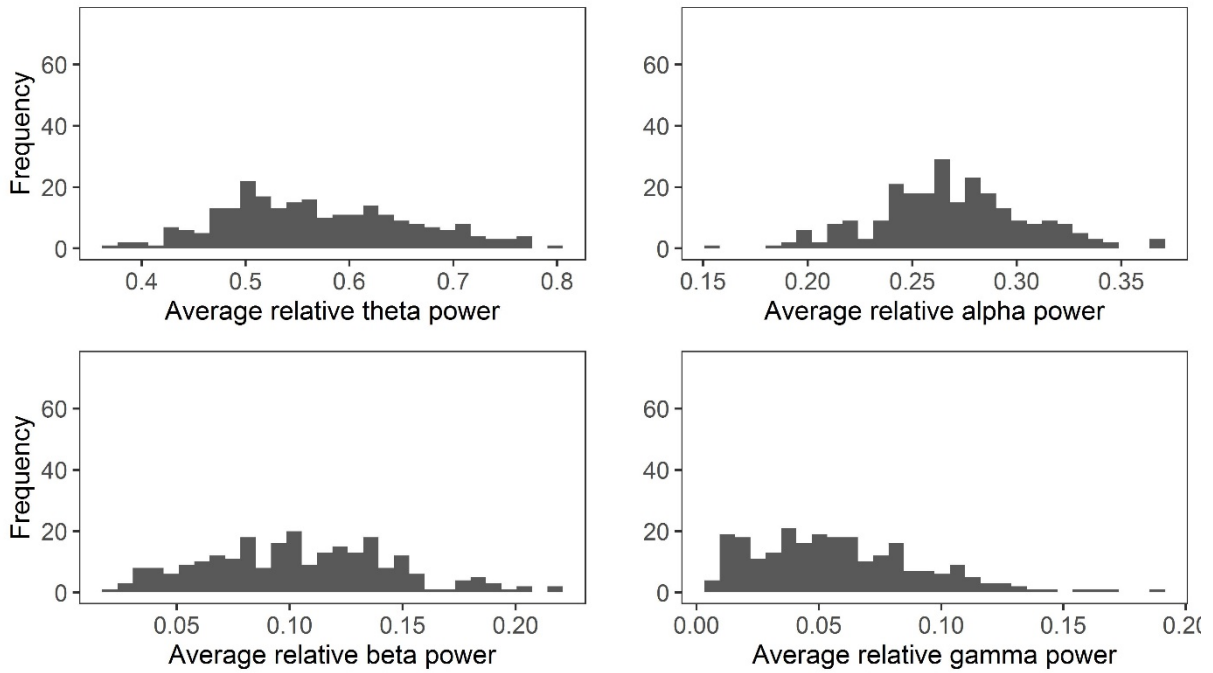 Frequency
60
40
20
0
0.4 0.5 0.6 0.7 0.8
Average relative theta power
60
40
20
0
0.15 0.20 0.25 0.30 0.35
Average relative alpha power
Frequency
60
40
20
0
0.05 0.10 0.15 0.20
Average relative beta power
60
40
20
0
0.00 0.05 0.10 0.15 0.20
Average relative gamma power